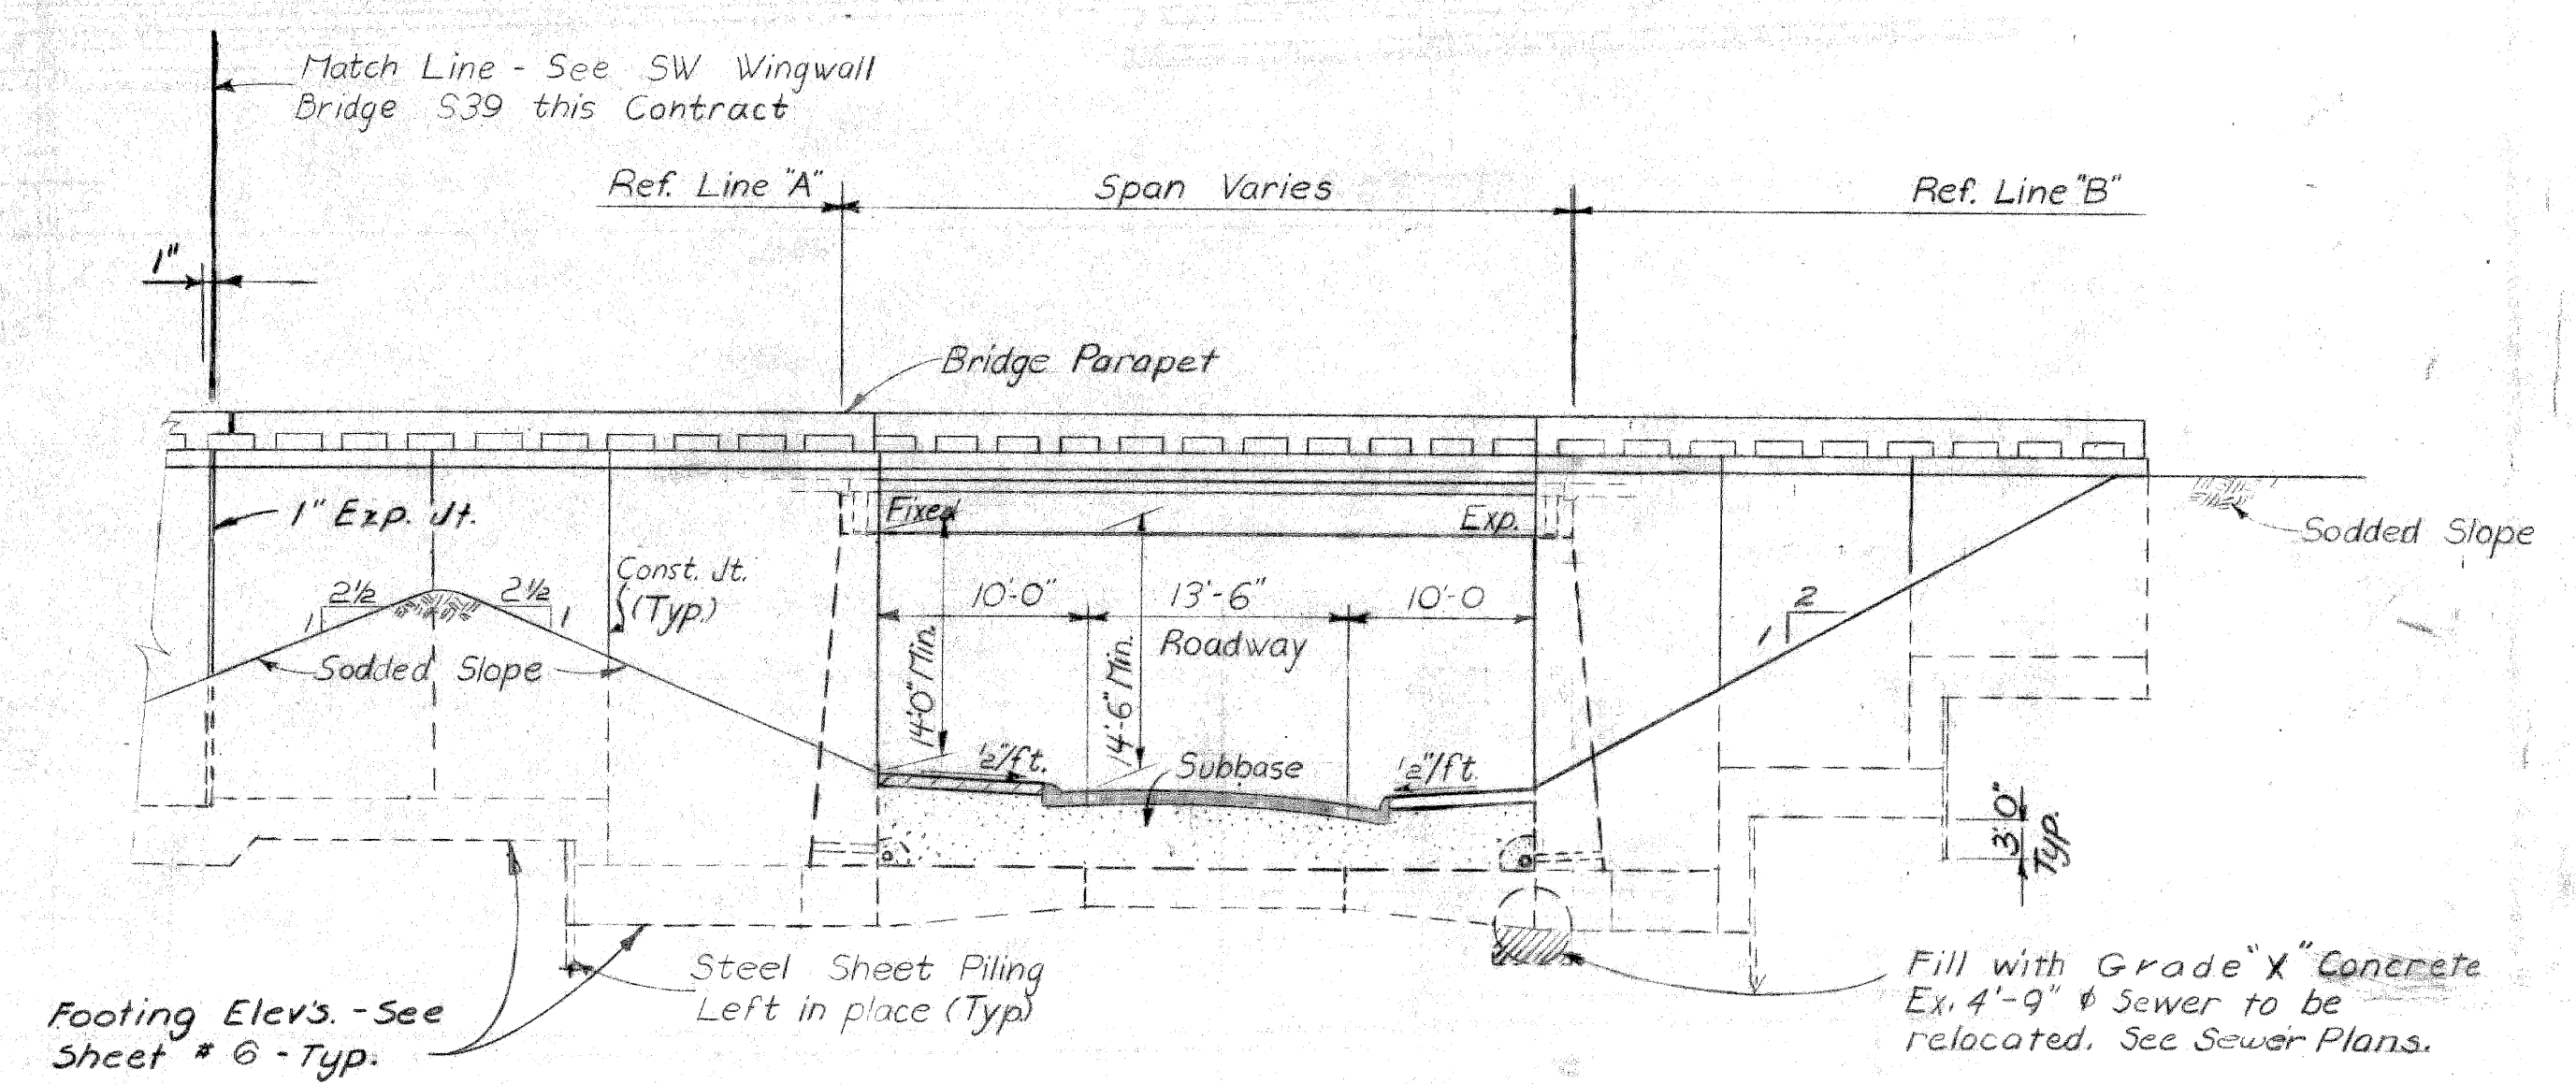 Match Line - See SW Wingwall
Bridge S39 this Contract
Ref. Line "A"
Span Varies
Ref. Line "B"
1"
Bridge Parapet
1" Exp. Jt.
Fixed
Exp.
Sodded Slope
2½
2½
1
1
Const. Jt.
(Typ.)
10'-0"
13'-6"
10'-0
Roadway
2
1
Sodded Slope
14'-0" Min.
14'-6" Min.
½"/ft.
Subbase
½"/ft.
3'-0"
Typ.
Steel Sheet Piling
Left in place (Typ)
Footing Elev's. - See
Sheet # 6 - Typ.
Fill with Grade "X" Concrete
Ex. 4'-9" ϕ Sewer to be
relocated. See Sewer Plans.